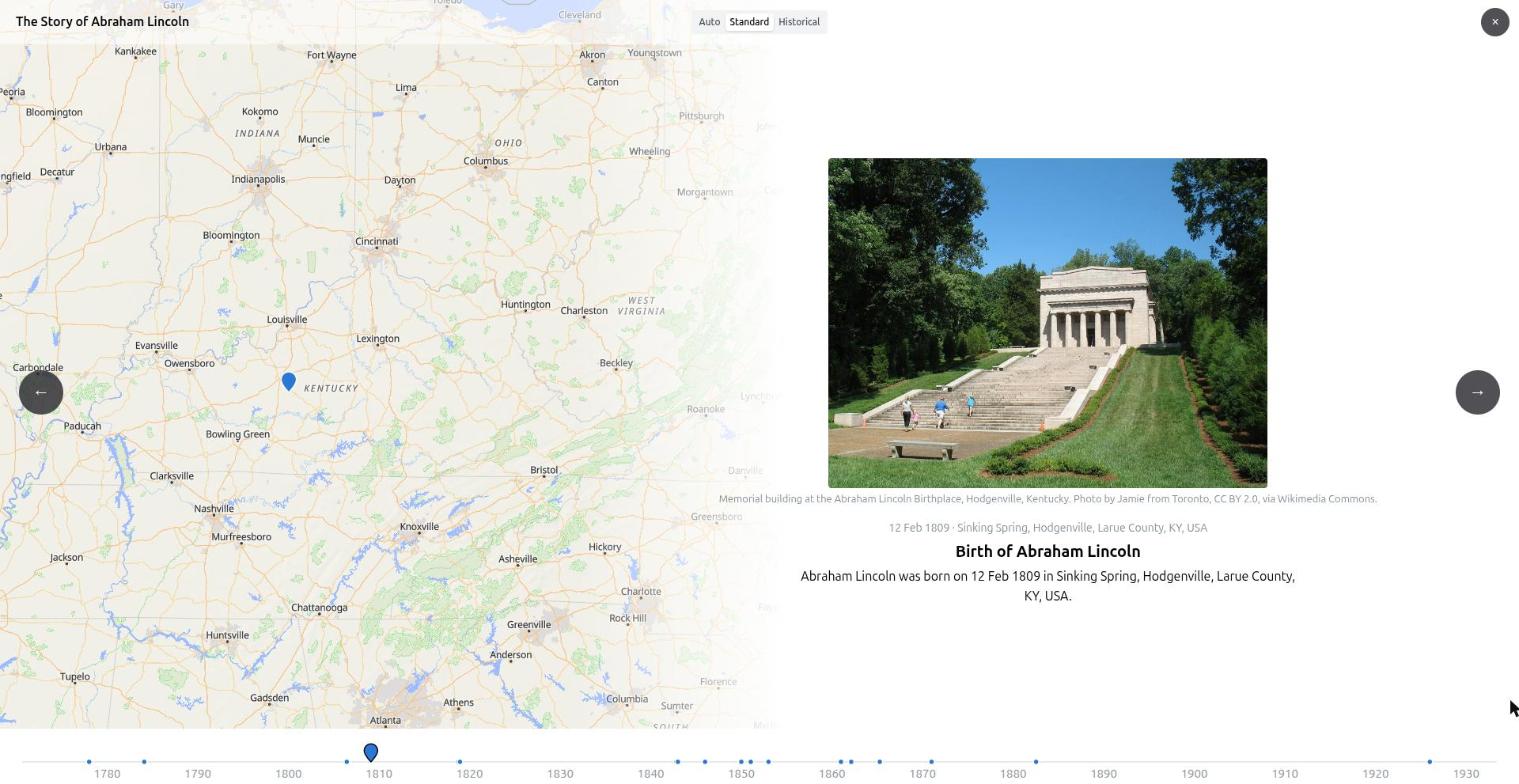 The Story of Abraham Lincoln
Auto Standard Historical
×
Gary
Toledo
Cleveland
Kankakee
Fort Wayne
Akron
Youngstown
Canton
Peoria
Lima
Bloomington
Kokomo
INDIANA
Muncie
OHIO
Pittsburgh
Urbana
Columbus
Wheeling
ngfield
Decatur
Indianapolis
Dayton
Morgantown
Bloomington
Cincinnati
Huntington
Charleston
WEST
VIRGINIA
Louisville
Lexington
Evansville
Owensboro
Beckley
Carbondale
←
KENTUCKY
→
Roanoke
Lynchburg
Paducah
Bowling Green
Clarksville
Bristol
Danville
Nashville
Murfreesboro
Knoxville
Greensboro
Jackson
Asheville
Hickory
Chattanooga
Charlotte
Rock Hill
Huntsville
Greenville
Anderson
Tupelo
Florence
Gadsden
Athens
Columbia
Sumter
Atlanta
SOUTH
Memorial building at the Abraham Lincoln Birthplace, Hodgenville, Kentucky. Photo by Jamie from Toronto, CC BY 2.0, via Wikimedia Commons.
12 Feb 1809 · Sinking Spring, Hodgenville, Larue County, KY, USA
Birth of Abraham Lincoln
Abraham Lincoln was born on 12 Feb 1809 in Sinking Spring, Hodgenville, Larue County,
KY, USA.
1780 1790 1800 1810 1820 1830 1840 1850 1860 1870 1880 1890 1900 1910 1920 1930